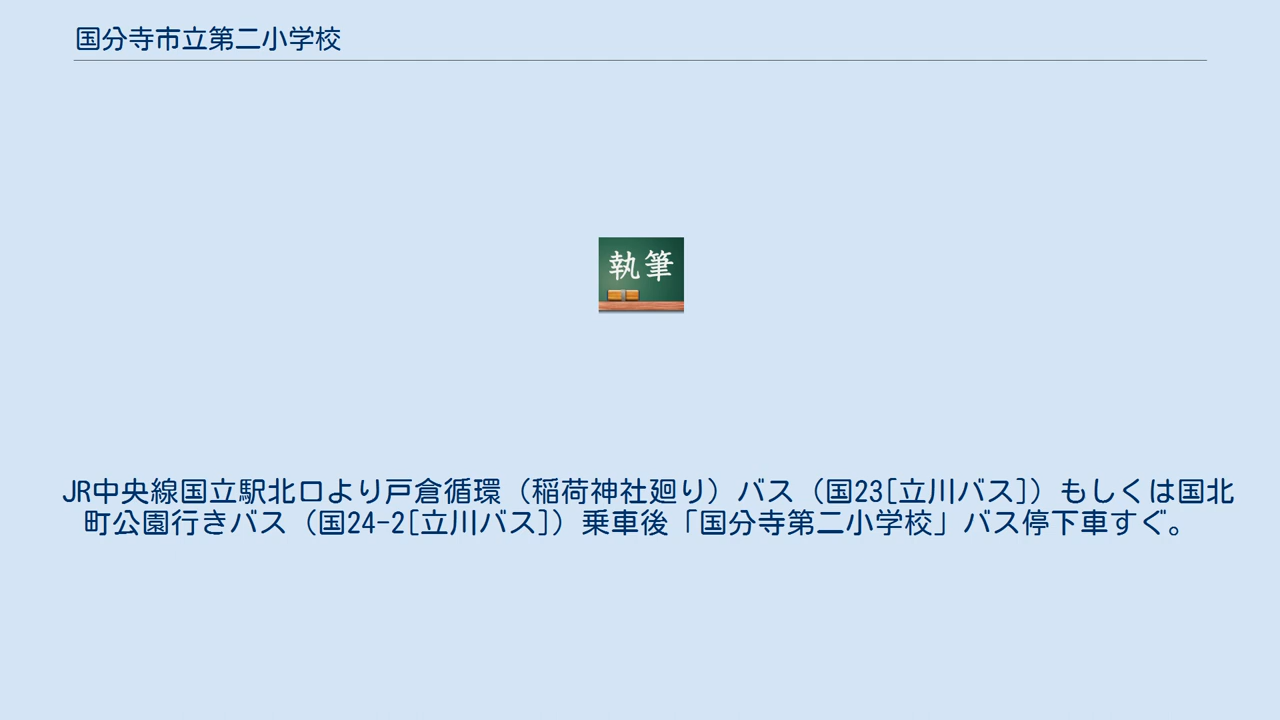 国分寺市立第二小学校
執筆
JR中央線国立駅北口より戸倉循環（稲荷神社廻り）バス（国23[立川バス]）もしくは国北
町公園行きバス（国24-2[立川バス]）乗車後「国分寺第二小学校」バス停下車すぐ。